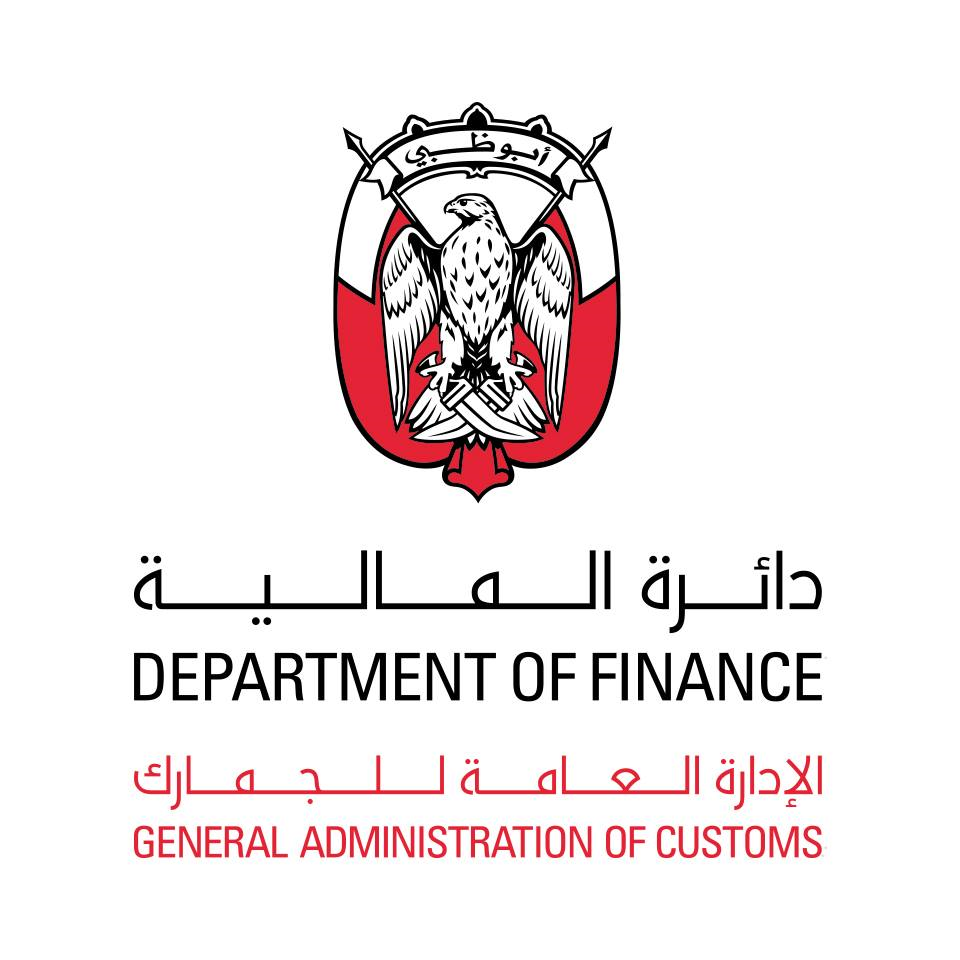 أبوظبي
دائرة المالية
DEPARTMENT OF FINANCE
الإدارة العامة للجمارك
GENERAL ADMINISTRATION OF CUSTOMS